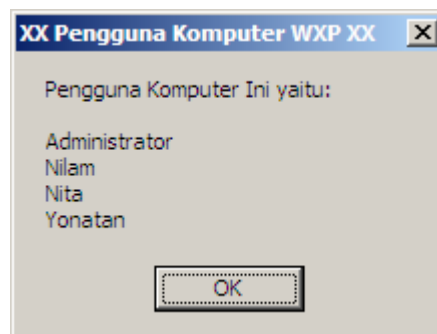 XX Pengguna Komputer WXP XX
Pengguna Komputer Ini yaitu:
Administrator
Nilam
Nita
Yonatan
OK